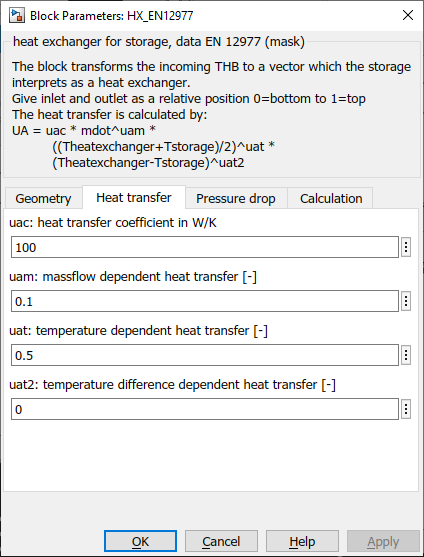 Block Parameters: HX_EN12977
heat exchanger for storage, data EN 12977 (mask)
The block transforms the incoming THB to a vector which the storage
interprets as a heat exchanger.
Give inlet and outlet as a relative position 0=bottom to 1=top
The heat transfer is calculated by:
UA = uac * mdot^uam *
((Theatexchanger+Tstorage)/2)^uat *
(Theatexchanger-Tstorage)^uat2
Geometry Heat transfer Pressure drop Calculation
uac: heat transfer coefficient in W/K
100
uam: massflow dependent heat transfer [-]
0.1
uat: temperature dependent heat transfer [-]
0.5
uat2: temperature difference dependent heat transfer [-]
0
OK Cancel Help Apply